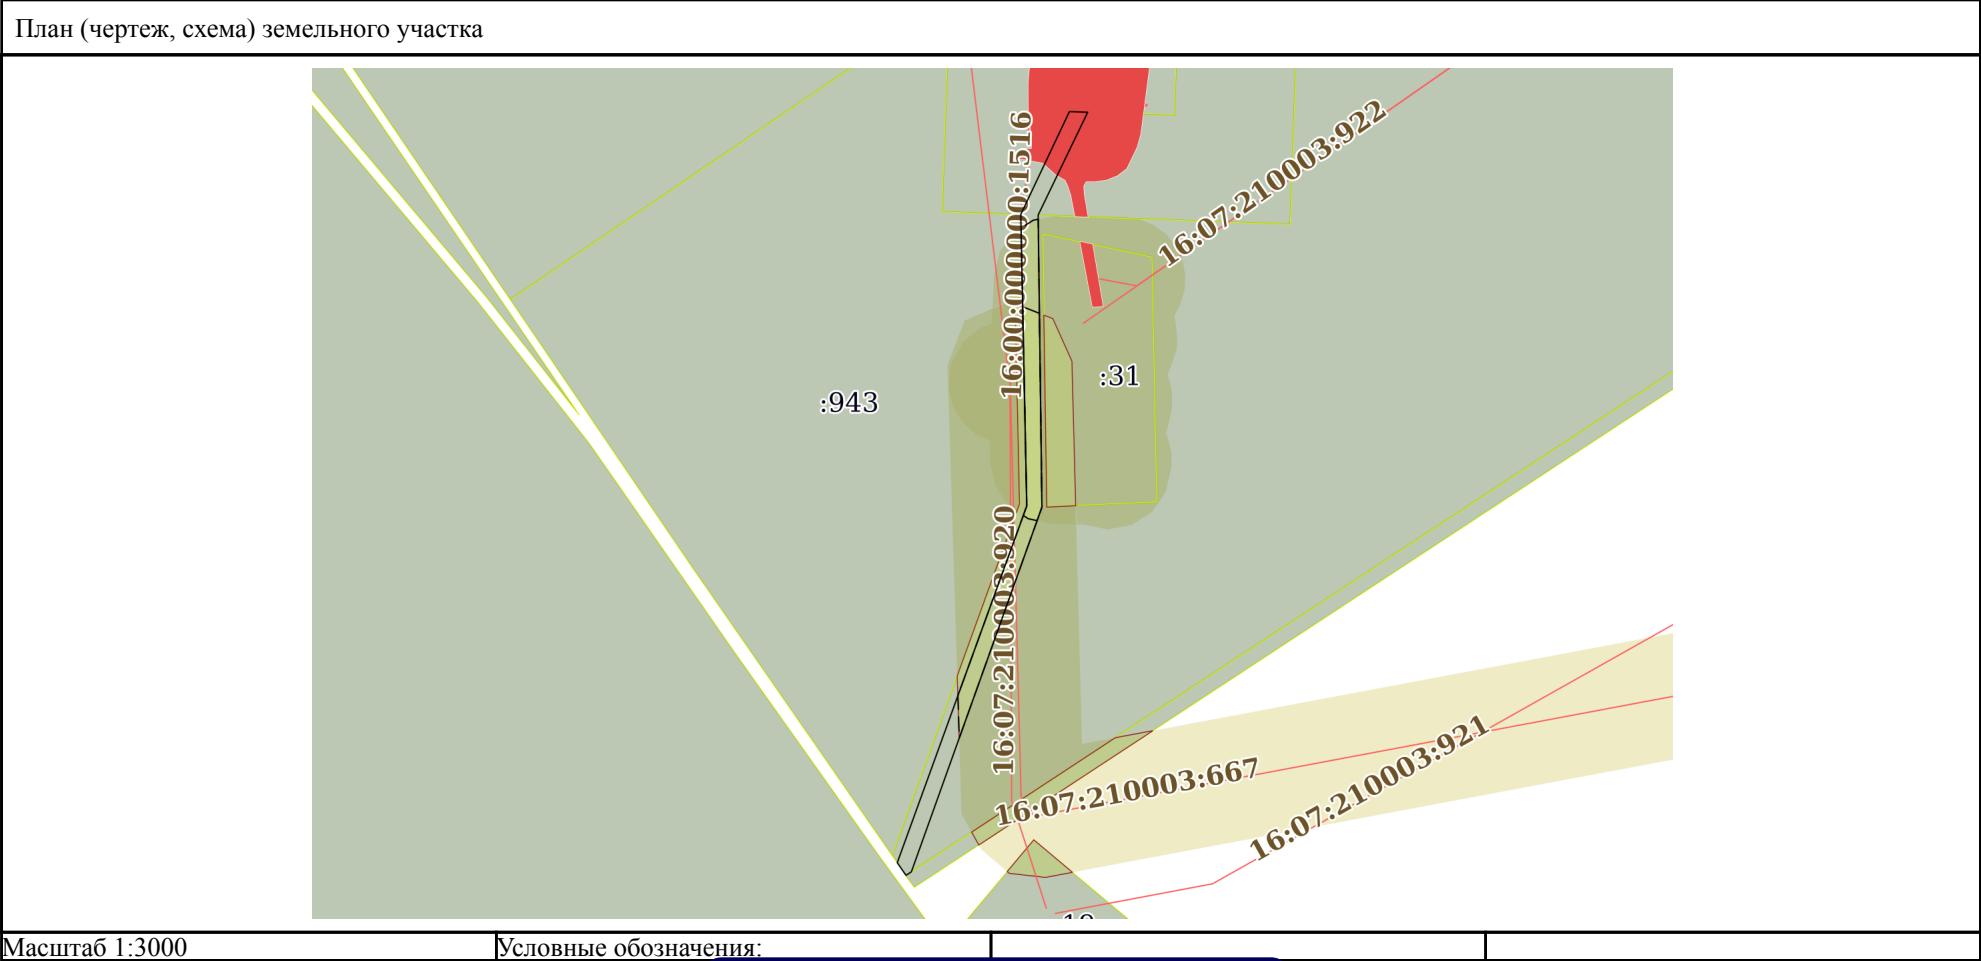 План (чертеж, схема) земельного участка
16:00:000000:1516
16:07:210003:922
:31
:943
16:07:210003:920
16:07:210003:667
16:07:210003:921
Масштаб 1:3000
Условные обозначения: